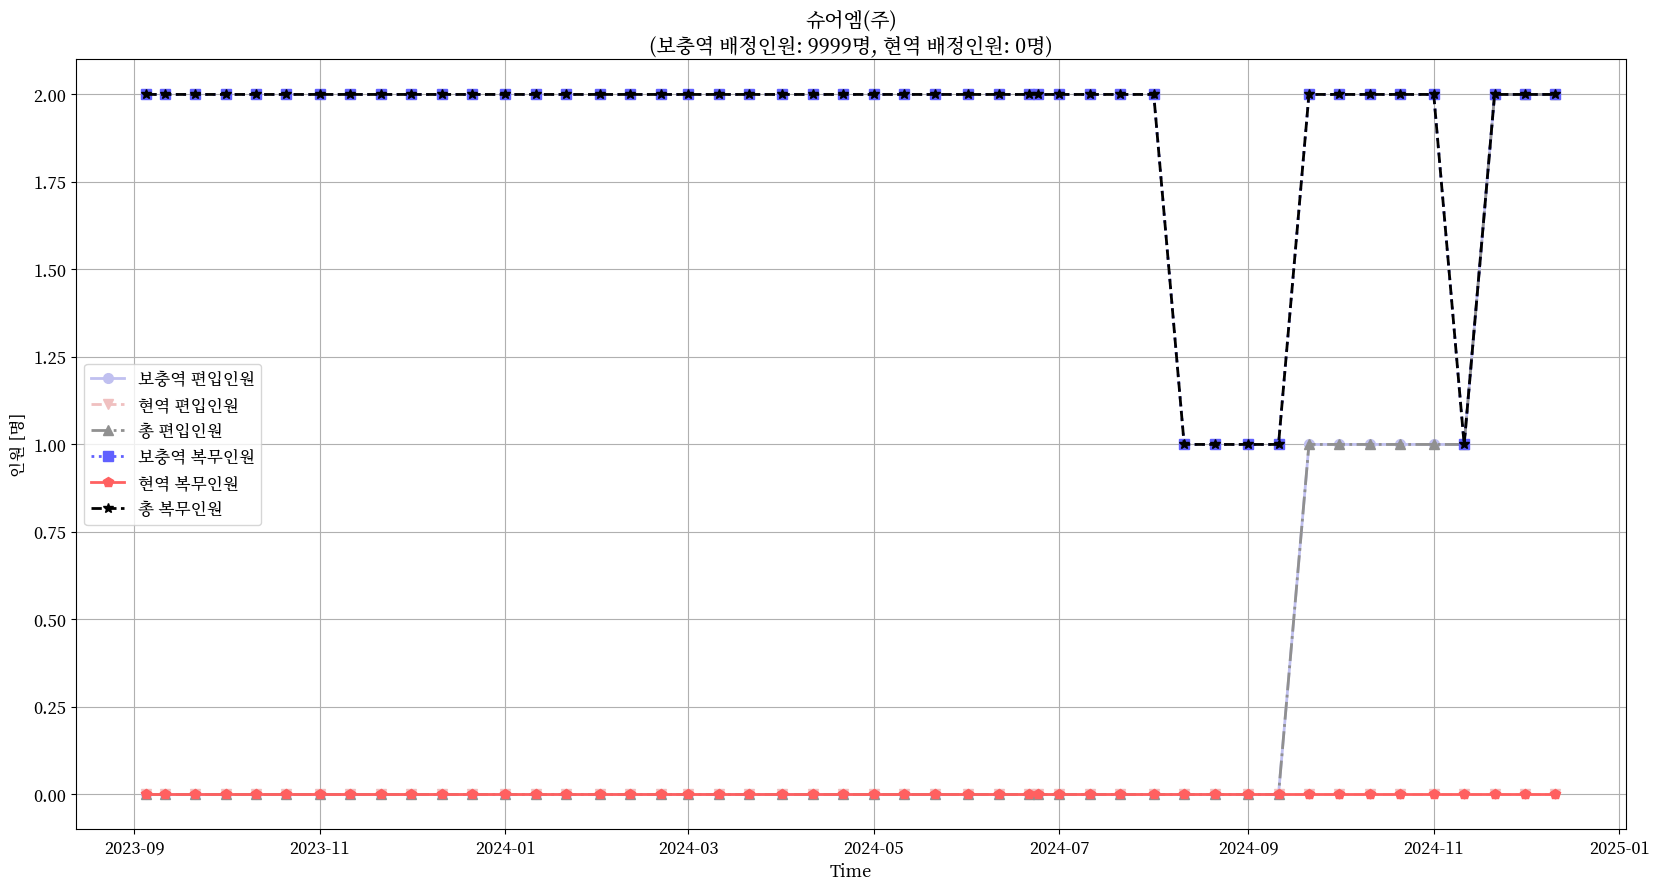 슈어엠(주)
(보충역 배정인원: 9999명, 현역 배정인원: 0명)
인원 [명]
2.00
1.75
1.50
1.25
1.00
0.75
0.50
0.25
0.00
보충역 편입인원
현역 편입인원
총 편입인원
보충역 복무인원
현역 복무인원
총 복무인원
2023-09 2023-11 2024-01 2024-03 2024-05 2024-07 2024-09 2024-11 2025-01
Time